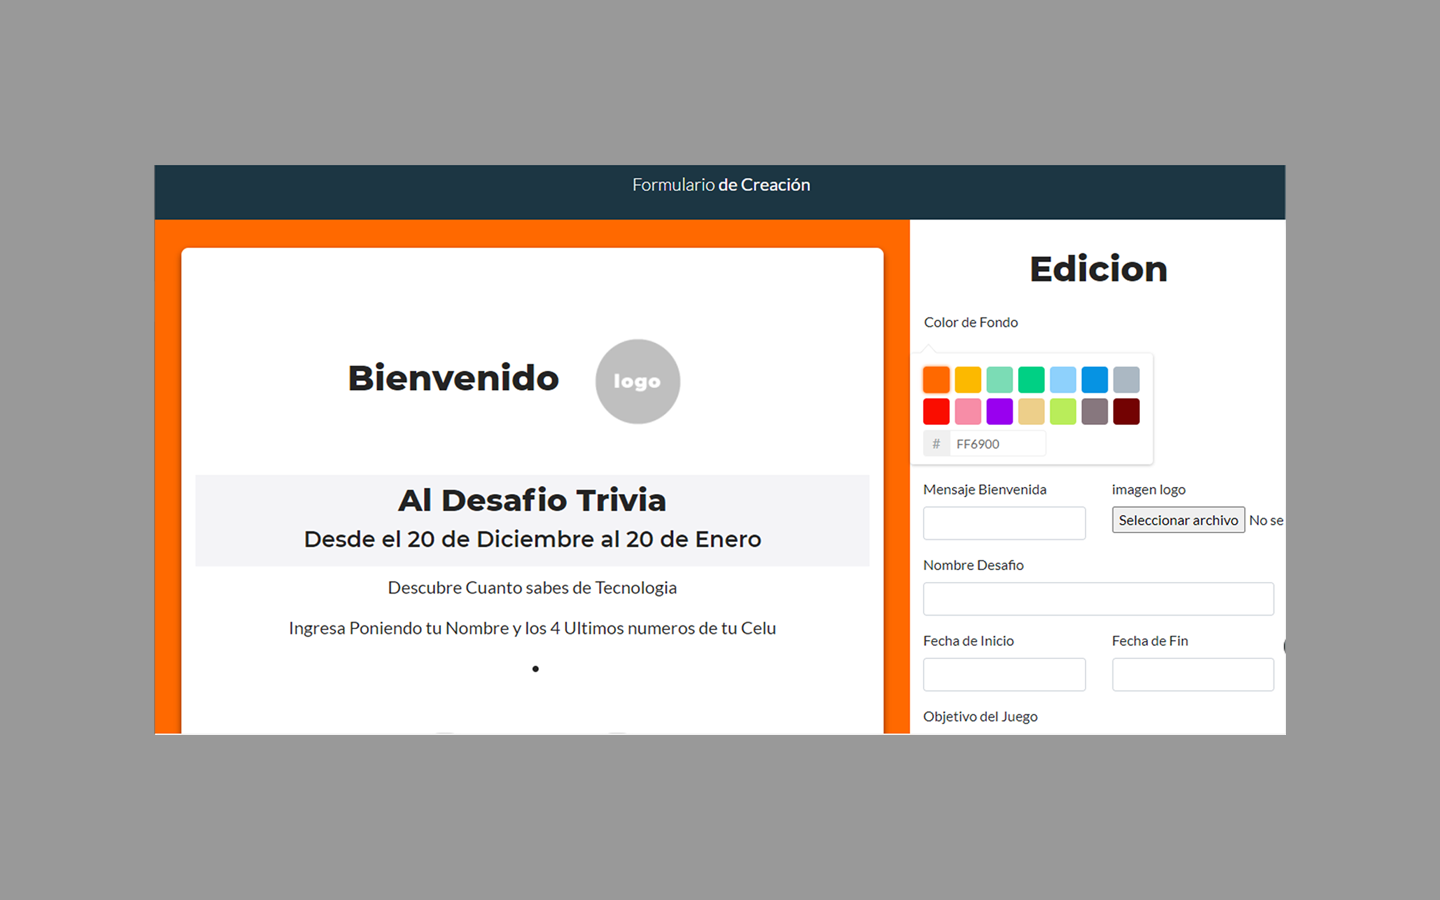 Formulario de Creación
Bienvenido
logo
Al Desafio Trivia
Desde el 20 de Diciembre al 20 de Enero
Descubre Cuanto sabes de Tecnologia
Ingresa Poniendo tu Nombre y los 4 Ultimos numeros de tu Celu
Edicion
Color de Fondo
# FF6900
Mensaje Bienvenida
imagen logo
Seleccionar archivo No se
Nombre Desafio
Fecha de Inicio
Fecha de Fin
Objetivo del Juego